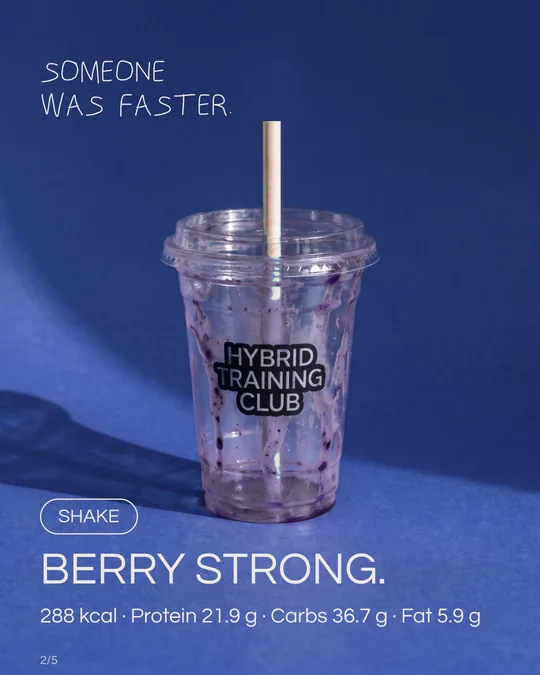 SOMEONE
WAS FASTER.
HYBRID
TRAINING
CLUB
SHAKE
BERRY STRONG.
288 kcal · Protein 21.9 g · Carbs 36.7 g · Fat 5.9 g
2/5